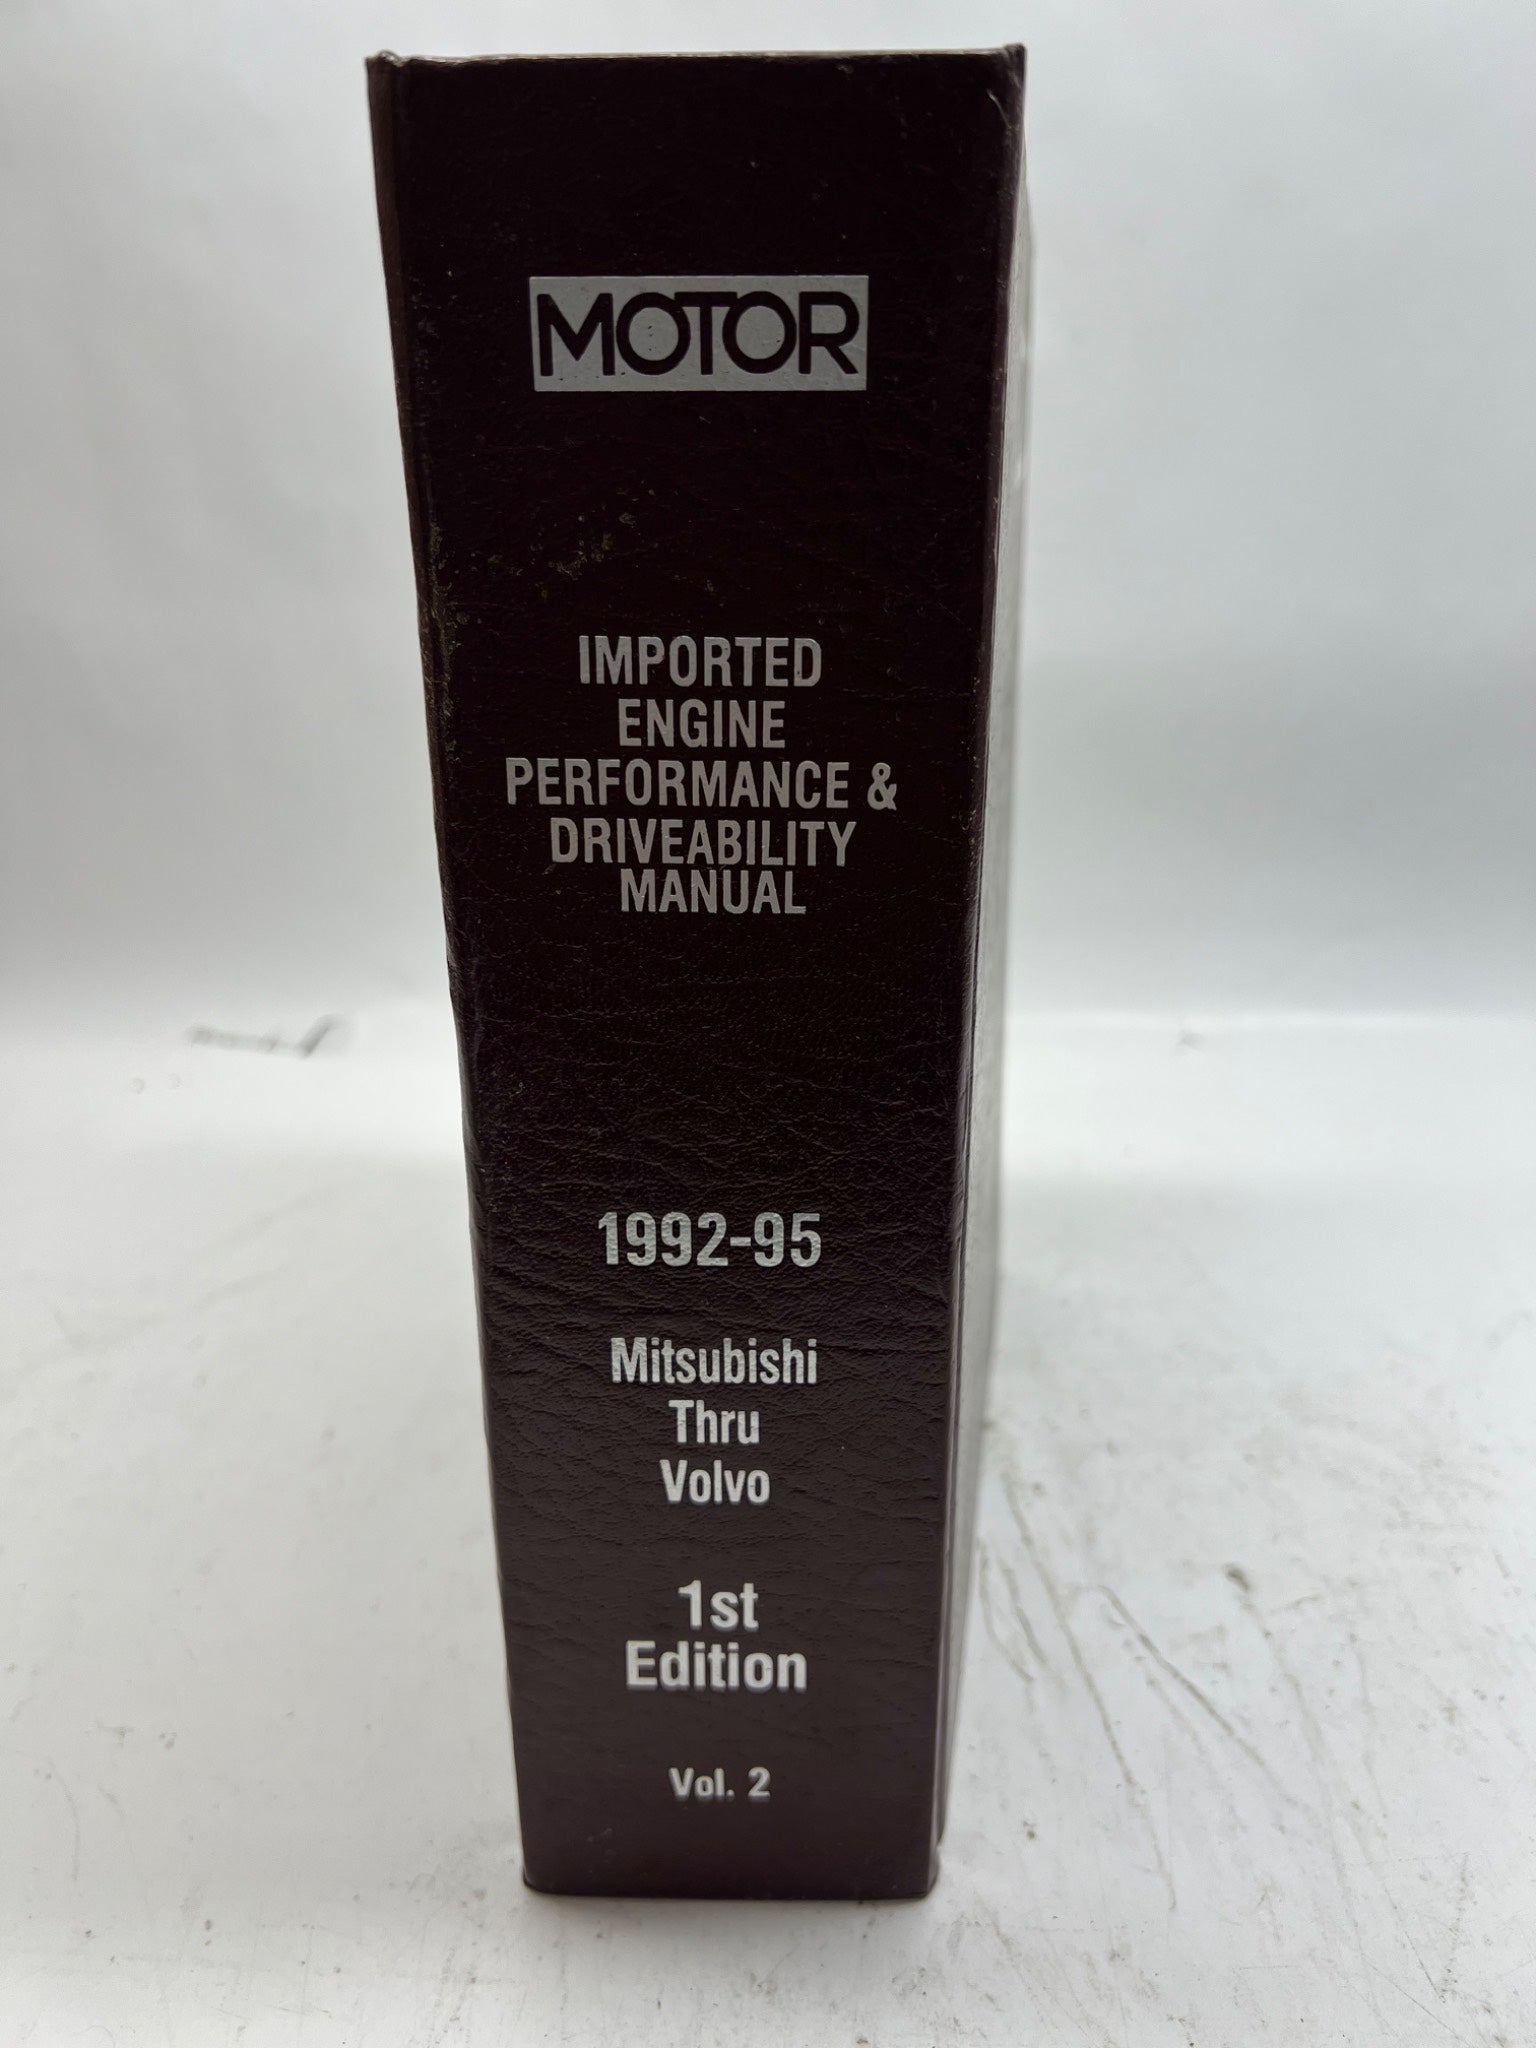 MOTOR
IMPORTED
ENGINE
PERFORMANCE &
DRIVEABILITY
MANUAL
1992-95
Mitsubishi
Thru
Volvo
1st
Edition
Vol. 2